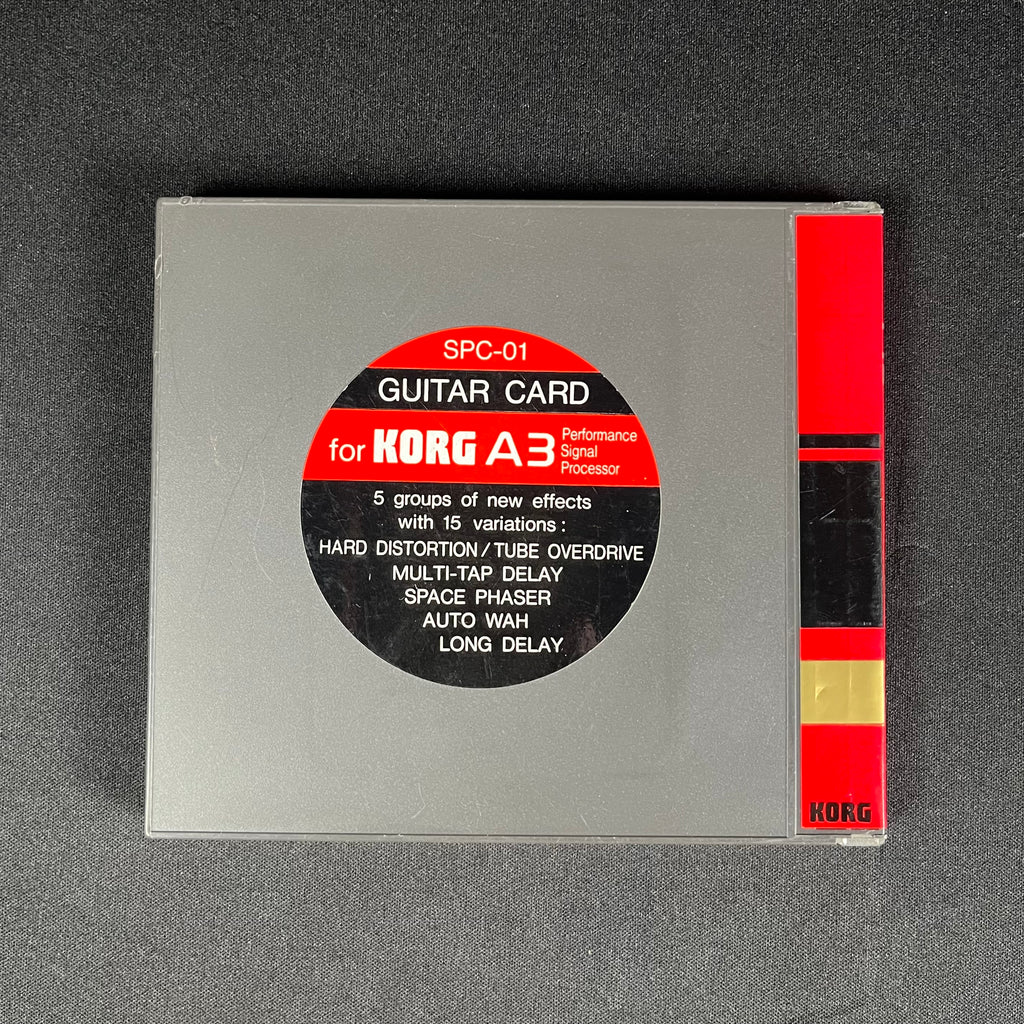 SPC-01
GUITAR CARD
for KORG A3 Performance
Signal
Processor
5 groups of new effects
with 15 variations :
HARD DISTORTION / TUBE OVERDRIVE
MULTI-TAP DELAY
SPACE PHASER
AUTO WAH
LONG DELAY
KORG